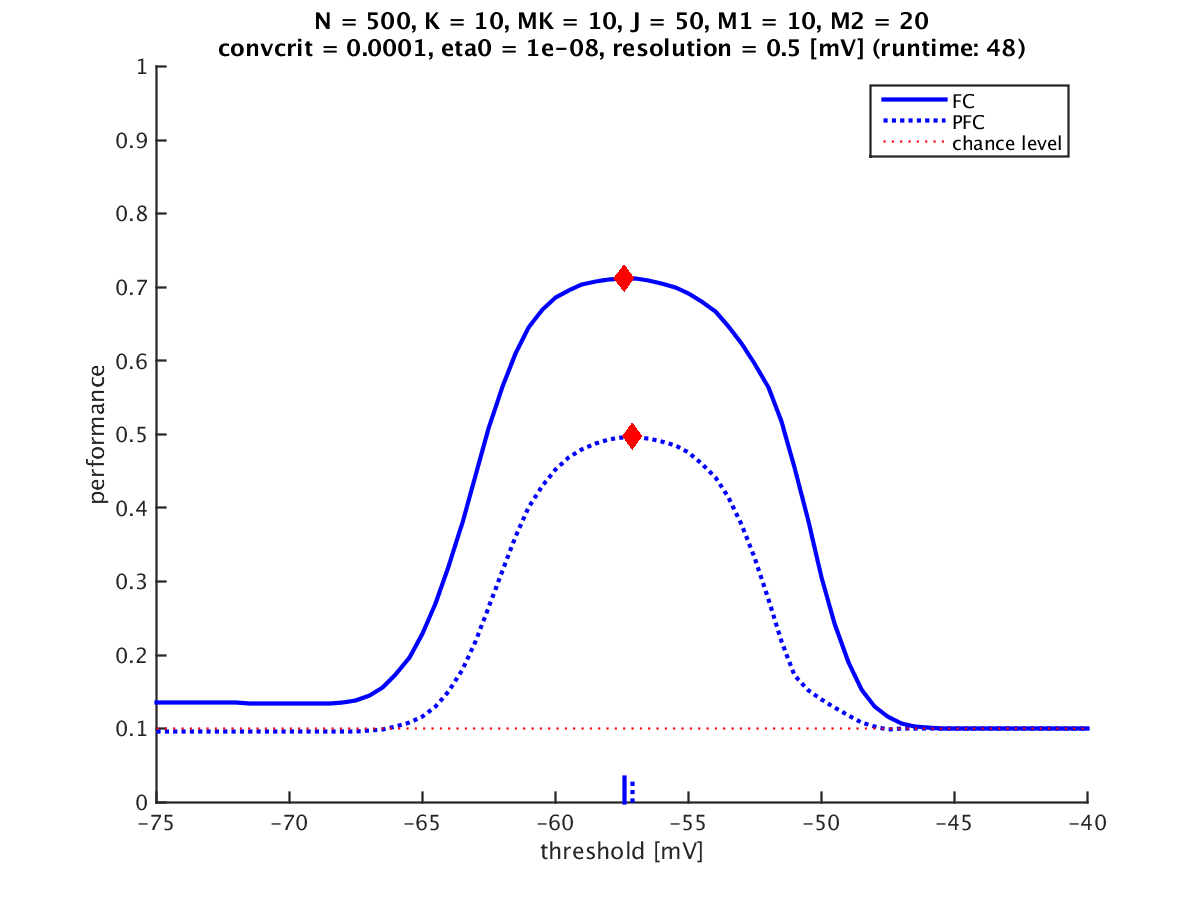 N = 500, K = 10, MK = 10, J = 50, M1 = 10, M2 = 20
convcrit = 0.0001, eta0 = 1e−08, resolution = 0.5 [mV] (runtime: 48)
FC
PFC
chance level
1
0.9
0.8
0.7
0.6
0.5
0.4
0.3
0.2
0.1
0
performance
−75 −70 −65 −60 −55 −50 −45 −40
threshold [mV]